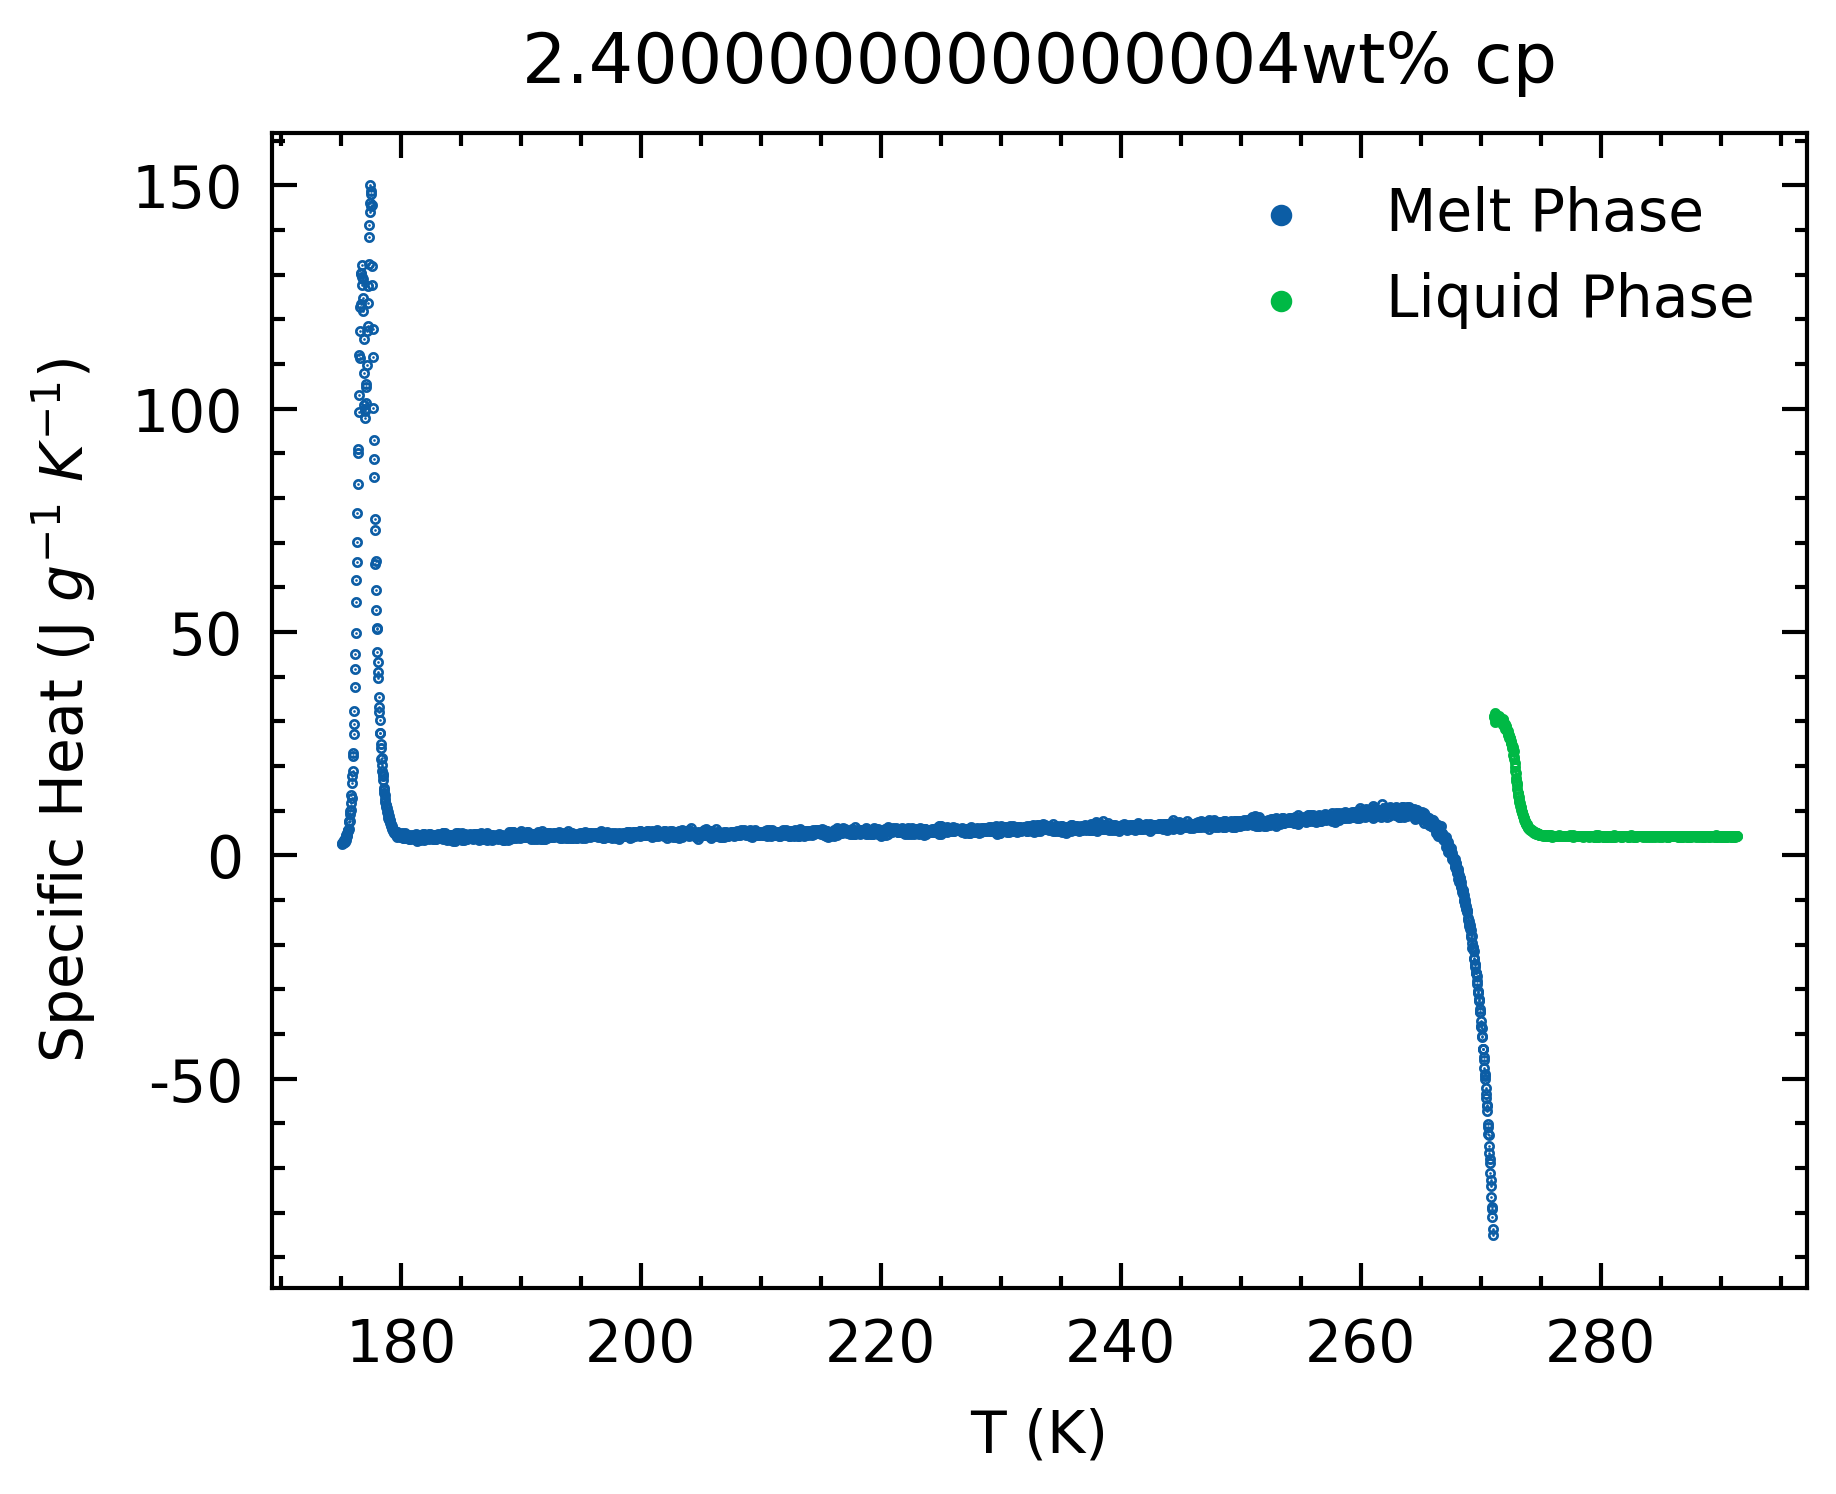 2.4000000000000004wt% cp
Melt Phase
Liquid Phase
150
100
50
0
-50
Specific Heat (J g⁻¹ K⁻¹)
180 200 220 240 260 280
T (K)